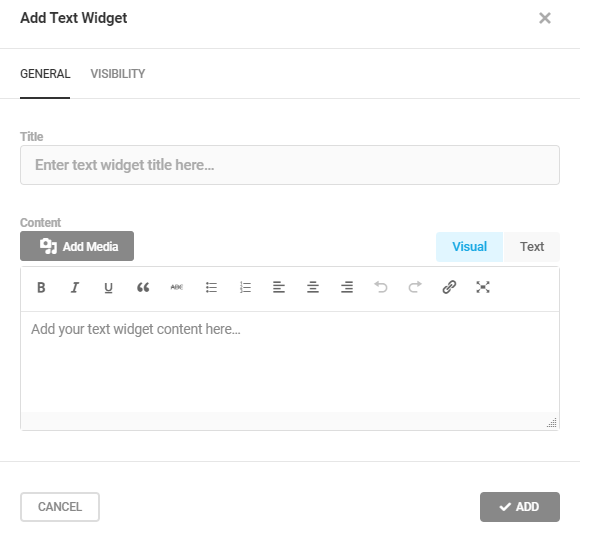 Add Text Widget
GENERAL VISIBILITY
Title
Enter text widget title here...
Content
Add Media Visual Text
B I U ABC
Add your text widget content here...
CANCEL ADD